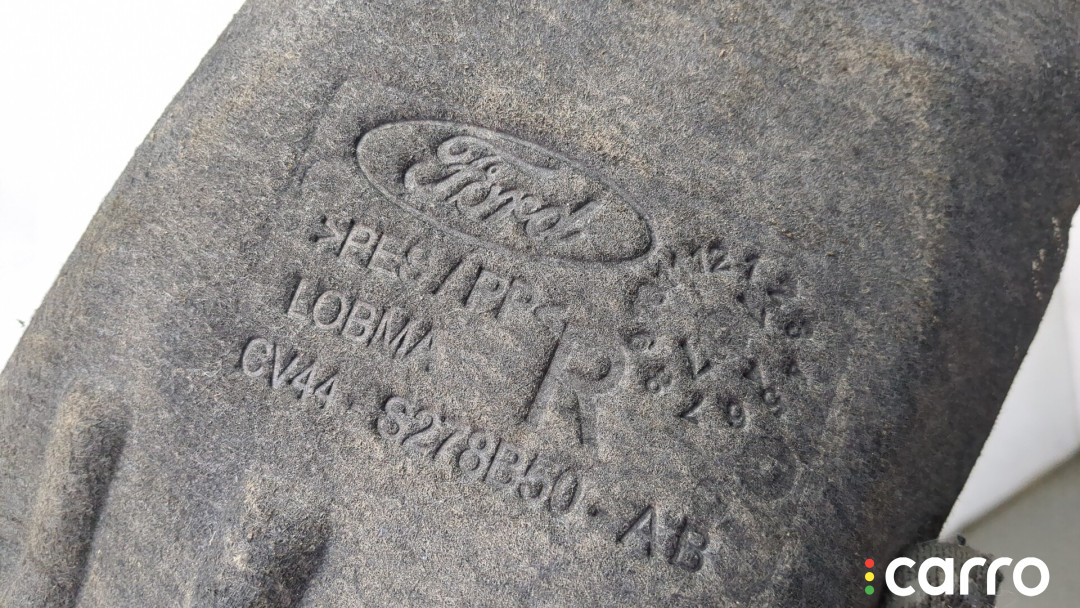 Ford
>PES/PP<
LOBMA
R
CV44-S278B50-AB
carro